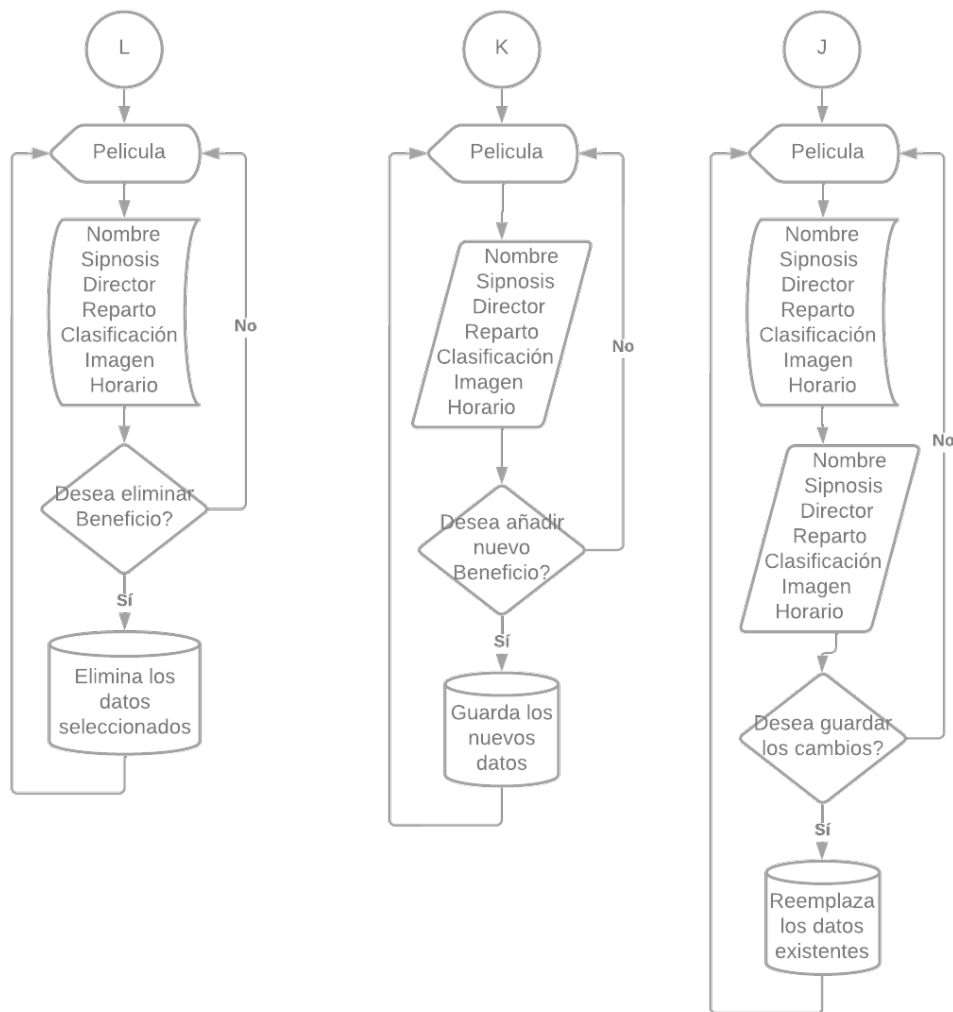 L
Pelicula
Nombre
Sipnosis
Director
Reparto
Clasificación
Imagen
Horario
No
Desea eliminar
Beneficio?
Sí
Elimina los
datos
seleccionados
K
Pelicula
Nombre
Sipnosis
Director
Reparto
Clasificación
Imagen
Horario
No
Desea añadir
nuevo
Beneficio?
Sí
Guarda los
nuevos
datos
J
Pelicula
Nombre
Sipnosis
Director
Reparto
Clasificación
Imagen
Horario
No
Nombre
Sipnosis
Director
Reparto
Clasificación
Imagen
Horario
Desea guardar
los cambios?
Sí
Reemplaza
los datos
existentes